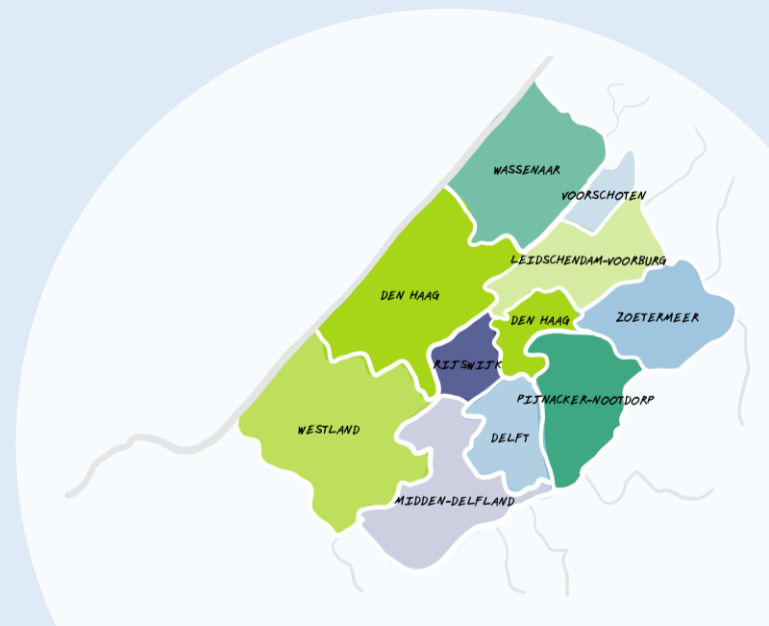 WASSENAAR
VOORSCHOTEN
LEIDSCHENDAM-VOORBURG
DEN HAAG
DEN HAAG
ZOETERMEER
RIJSWIJK
PIJNACKER-NOOTDORP
WESTLAND
DELFT
MIDDEN-DELFLAND